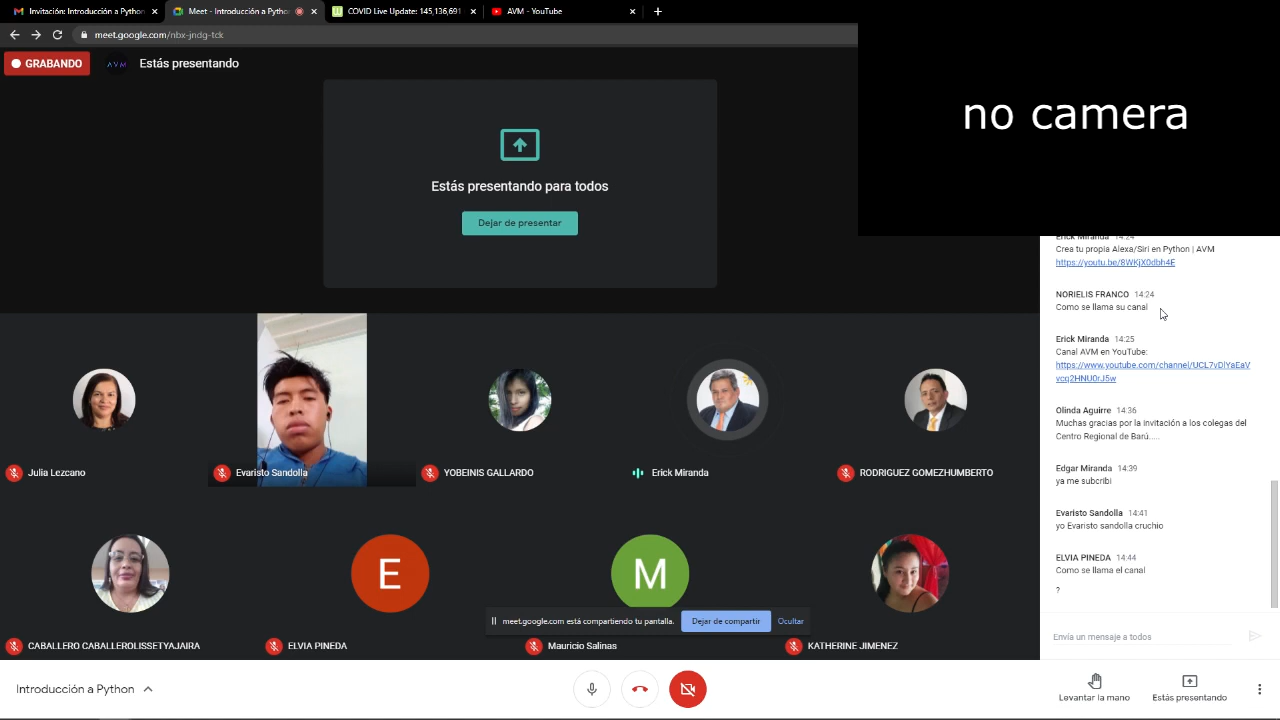 Invitación: Introducción a Python
Meet - Introducción a Python
COVID Live Update: 145,136,691
AVM - YouTube
meet.google.com/nbx-jndg-tck
GRABANDO
AVM
Estás presentando
no camera
Estás presentando para todos
Dejar de presentar
Erick Miranda 14:24
Crea tu propia Alexa/Siri en Python | AVM
https://youtu.be/8WKjX0dbh4E
NORIELIS FRANCO 14:24
Como se llama su canal
Erick Miranda 14:25
Canal AVM en YouTube:
https://www.youtube.com/channel/UCL7vDlYaEaV
vcq2HNU0rJ5w
Olinda Aguirre 14:36
Muchas gracias por la invitación a los colegas del
Centro Regional de Barú.....
Edgar Miranda 14:39
ya me subcribi
Evaristo Sandolla 14:41
yo Evaristo sandolla cruchio
ELVIA PINEDA 14:44
Como se llama el canal
?
Envía un mensaje a todos
Julia Lezcano
Evaristo Sandolla
YOBEINIS GALLARDO
Erick Miranda
RODRIGUEZ GOMEZHUMBERTO
E
M
meet.google.com está compartiendo tu pantalla.
Dejar de compartir
Ocultar
CABALLERO CABALLEROLISSETYAJAIRA
ELVIA PINEDA
Mauricio Salinas
KATHERINE JIMENEZ
Introducción a Python
Levantar la mano
Estás presentando